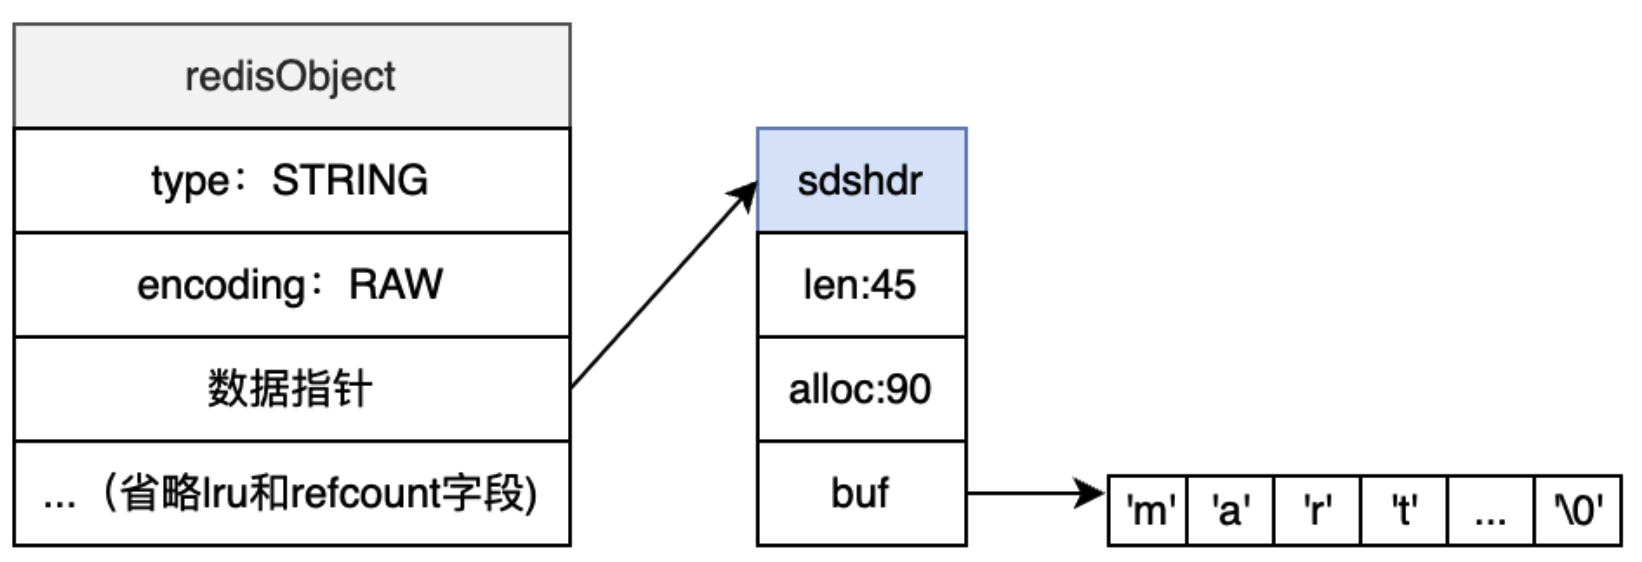 redisObject
type：STRING
encoding：RAW
数据指针
...（省略lru和refcount字段)
sdshdr
len:45
alloc:90
buf
'm' 'a' 'r' 't' ... '\0'